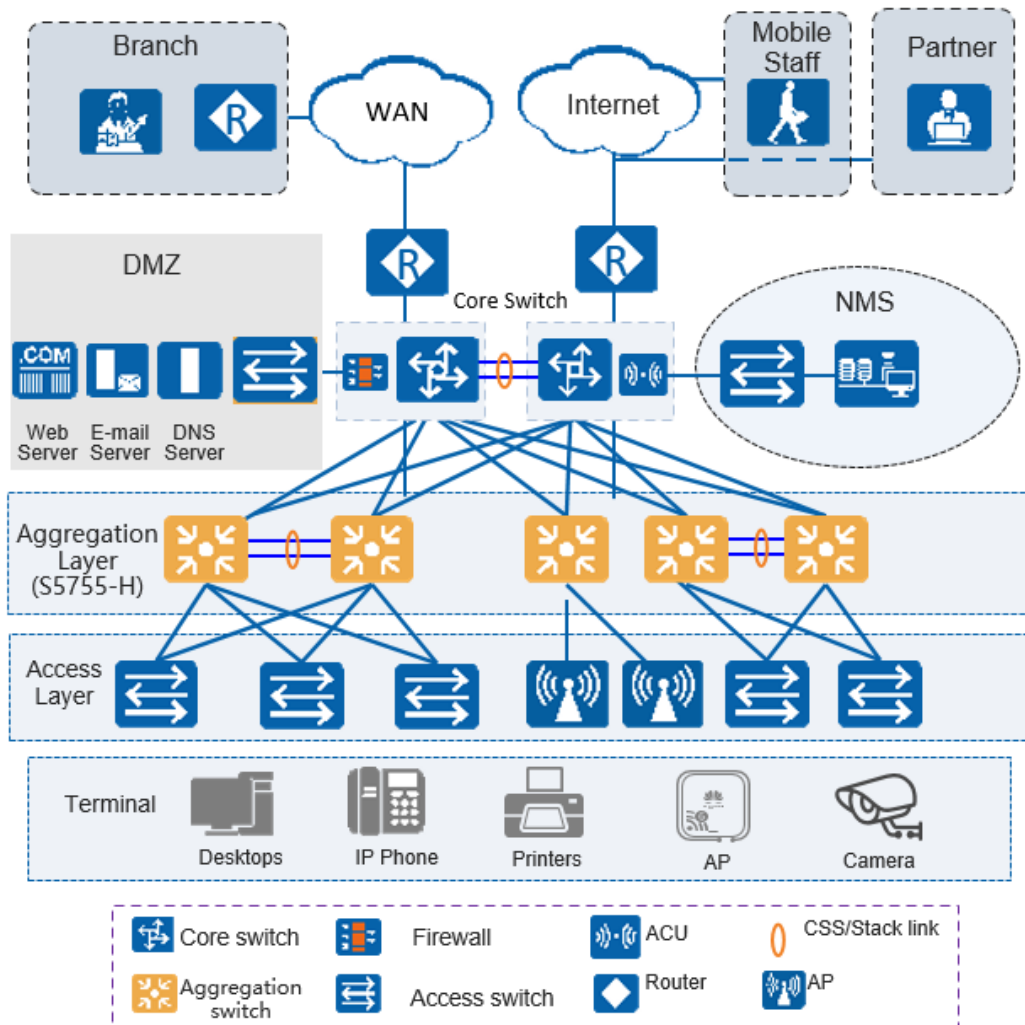 Branch
R
WAN
Internet
Mobile
Staff
Partner
DMZ
R
R
Core Switch
NMS
.COM
Web
Server
E-mail
Server
DNS
Server
Aggregation
Layer
(S5755-H)
Access
Layer
Terminal
Desktops
IP Phone
Printers
AP
Camera
Core switch
Firewall
ACU
CSS/Stack link
Aggregation
switch
Access switch
Router
AP